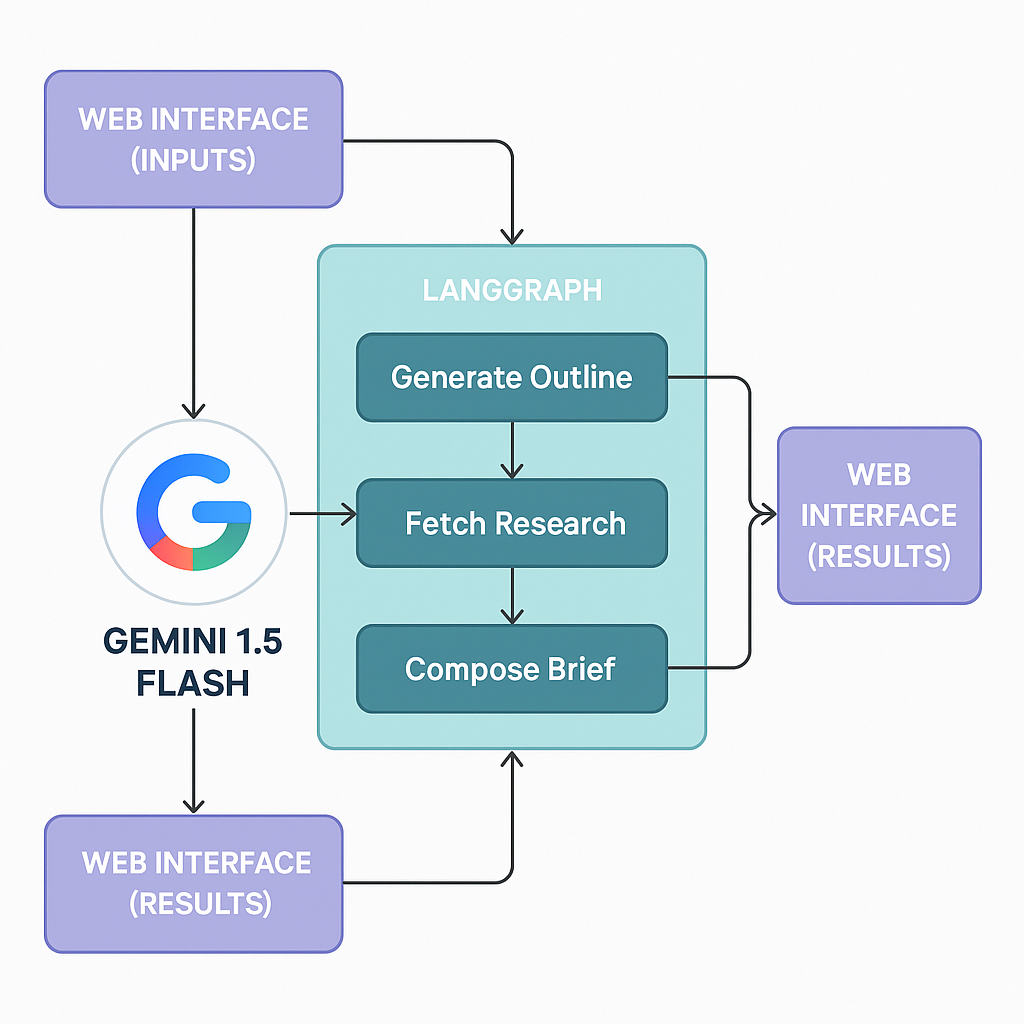 WEB INTERFACE
(INPUTS)
LANGGRAPH
Generate Outline
Fetch Research
Compose Brief
GEMINI 1.5
FLASH
WEB
INTERFACE
(RESULTS)
WEB INTERFACE
(RESULTS)